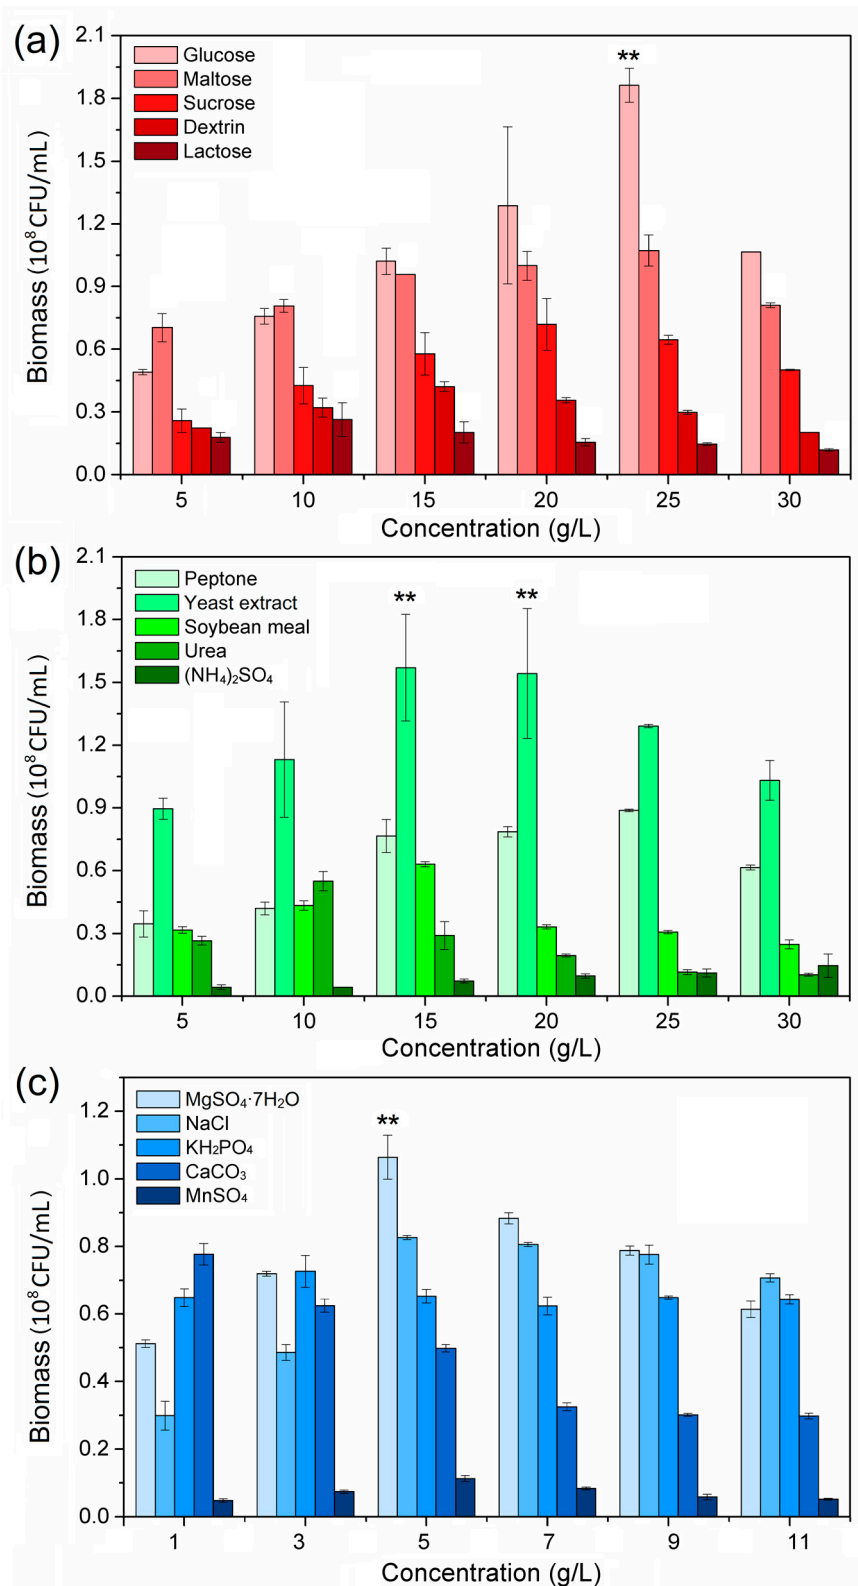 (a)
2.1
1.8
1.5
1.2
0.9
0.6
0.3
0.0
Biomass (10⁸ CFU/mL)
Glucose
Maltose
Sucrose
Dextrin
Lactose
**
5 10 15 20 25 30
Concentration (g/L)
(b)
2.1
1.8
1.5
1.2
0.9
0.6
0.3
0.0
Biomass (10⁸ CFU/mL)
Peptone
Yeast extract
Soybean meal
Urea
(NH₄)₂SO₄
** **
5 10 15 20 25 30
Concentration (g/L)
(c)
1.2
1.0
0.8
0.6
0.4
0.2
0.0
Biomass (10⁸ CFU/mL)
MgSO₄·7H₂O
NaCl
KH₂PO₄
CaCO₃
MnSO₄
**
1 3 5 7 9 11
Concentration (g/L)